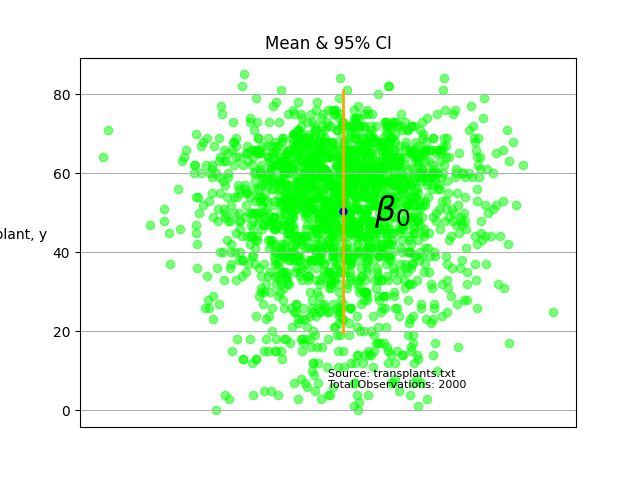 Mean & 95% CI
80
60
40
20
0
plant, y
β0
Source: transplants.txt
Total Observations: 2000